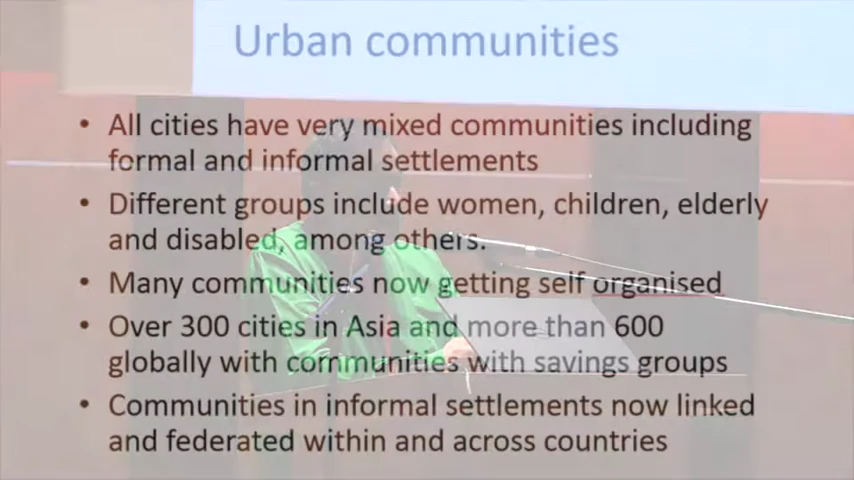 Urban communities
• All cities have very mixed communities including
formal and informal settlements
• Different groups include women, children, elderly
and disabled, among others.
• Many communities now getting self organised
• Over 300 cities in Asia and more than 600
globally with communities with savings groups
• Communities in informal settlements now linked
and federated within and across countries